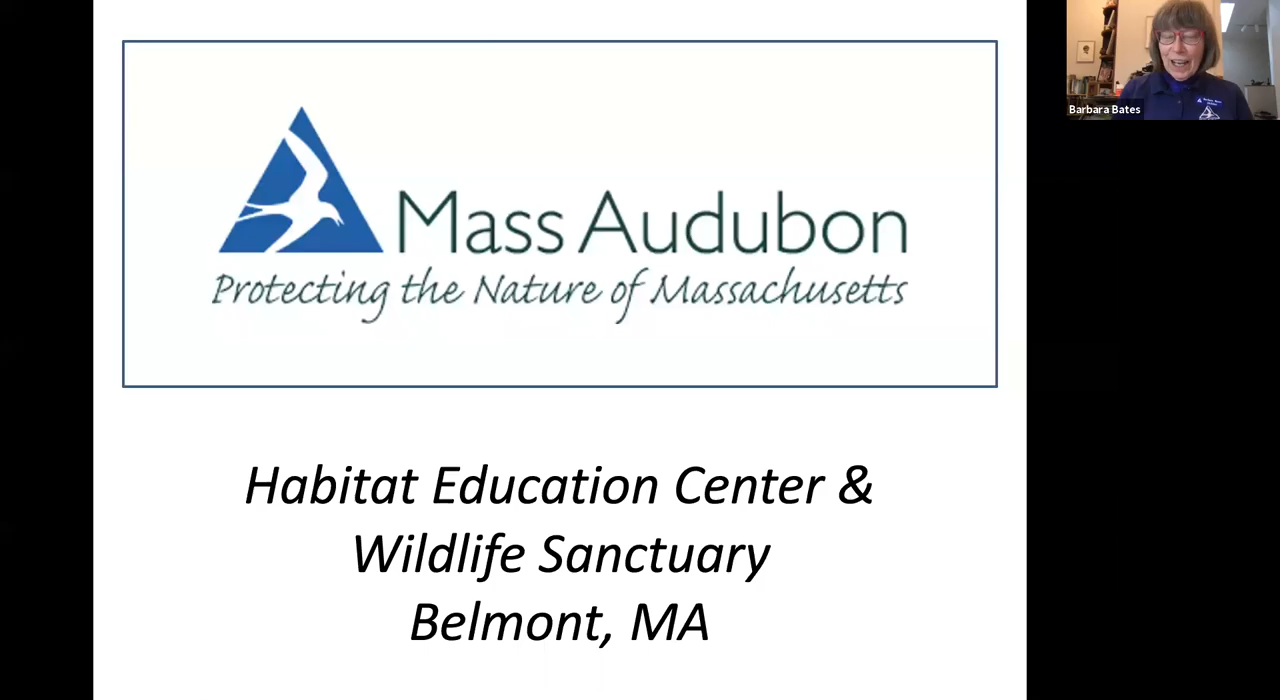 Mass Audubon
Protecting the Nature of Massachusetts
Habitat Education Center &
Wildlife Sanctuary
Belmont, MA
Barbara Bates